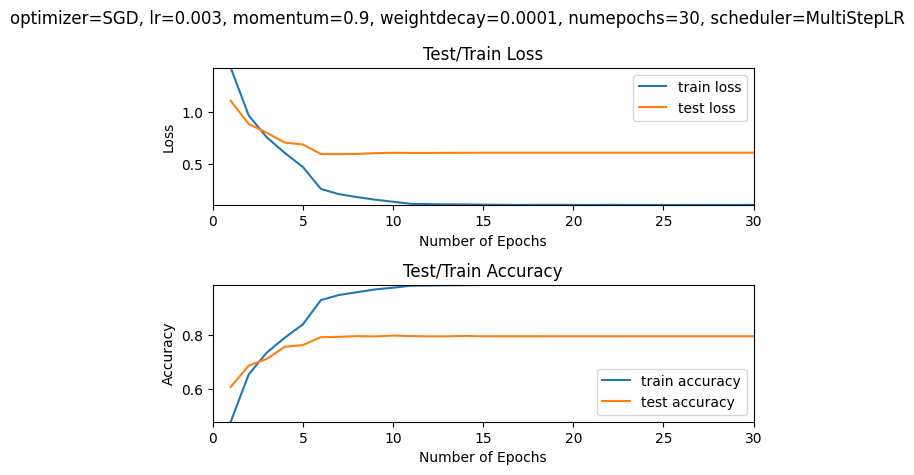 optimizer=SGD, lr=0.003, momentum=0.9, weightdecay=0.0001, numepochs=30, scheduler=MultiStepLR
Test/Train Loss
train loss
test loss
1.0
0.5
Loss
0 5 10 15 20 25 30
Number of Epochs
Test/Train Accuracy
0.8
0.6
Accuracy
train accuracy
test accuracy
0 5 10 15 20 25 30
Number of Epochs